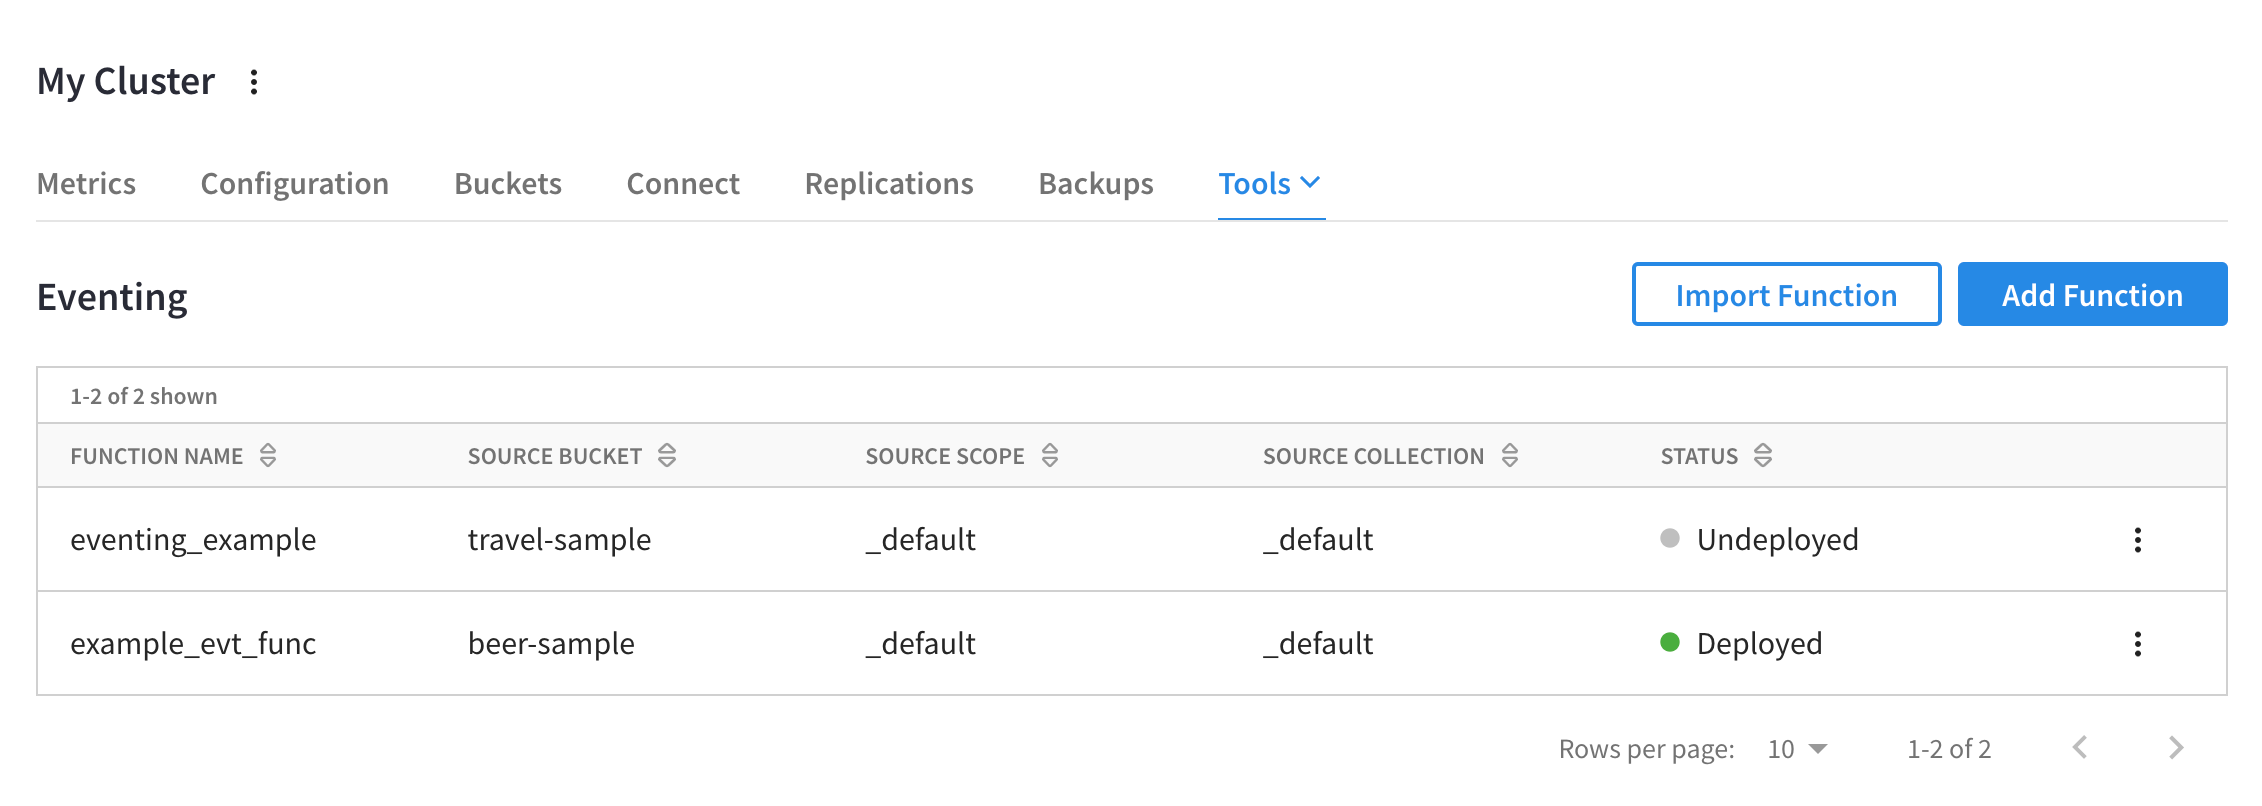 My Cluster
Metrics Configuration Buckets Connect Replications Backups Tools
Eventing Import Function Add Function
1-2 of 2 shown
FUNCTION NAME SOURCE BUCKET SOURCE SCOPE SOURCE COLLECTION STATUS
eventing_example travel-sample _default _default Undeployed
example_evt_func beer-sample _default _default Deployed
Rows per page: 10 1-2 of 2